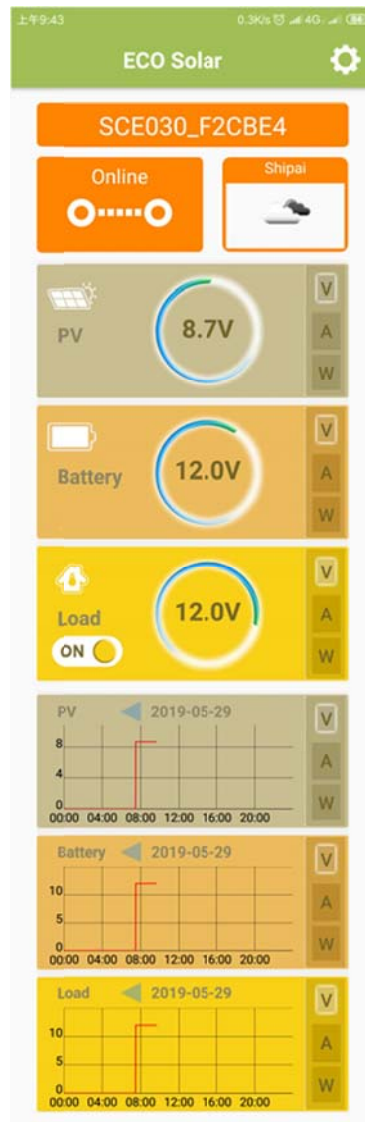 上午9:43 0.3K/s 4G 84
ECO Solar
SCE030_F2CBE4
Online
Shipai
PV
8.7V
V
A
W
Battery
12.0V
V
A
W
Load
ON
12.0V
V
A
W
PV 2019-05-29
V
A
W
8
4
0
00:00 04:00 08:00 12:00 16:00 20:00
Battery 2019-05-29
V
A
W
10
5
0
00:00 04:00 08:00 12:00 16:00 20:00
Load 2019-05-29
V
A
W
10
5
0
00:00 04:00 08:00 12:00 16:00 20:00